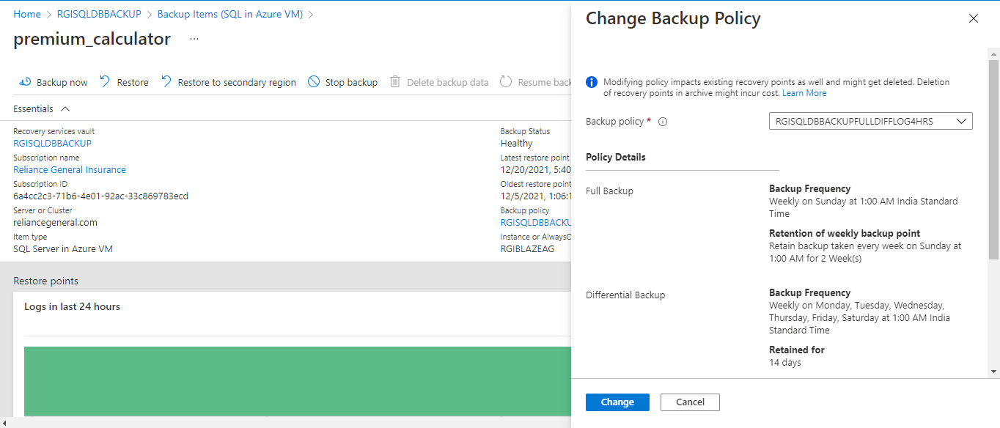 Home > RGISQLDBBACKUP > Backup Items (SQL in Azure VM) >
premium_calculator ...
Backup now
Restore
Restore to secondary region
Stop backup
Delete backup data
Resume back
Essentials
Recovery services vault
RGISQLDBBACKUP
Subscription name
Reliance General Insurance
Subscription ID
6a4cc2c3-71b6-4e01-92ac-33c869783ecd
Server or Cluster
reliancegeneral.com
Item type
SQL Server in Azure VM
Backup Status
Healthy
Latest restore point
12/20/2021, 5:40
Oldest restore point
12/5/2021, 1:06:1
Backup policy
RGISQLDBBACKU
Instance or AlwaysO
RGIBLAZEAG
Restore points
Logs in last 24 hours
Change Backup Policy
Modifying policy impacts existing recovery points as well and might get deleted. Deletion
of recovery points in archive might incur cost. Learn More
Backup policy *
RGISQLDBBACKUPFULLDIFFLOG4HRS
Policy Details
Full Backup
Backup Frequency
Weekly on Sunday at 1:00 AM India Standard
Time
Retention of weekly backup point
Retain backup taken every week on Sunday at
1:00 AM for 2 Week(s)
Differential Backup
Backup Frequency
Weekly on Monday, Tuesday, Wednesday,
Thursday, Friday, Saturday at 1:00 AM India
Standard Time
Retained for
14 days
Change
Cancel